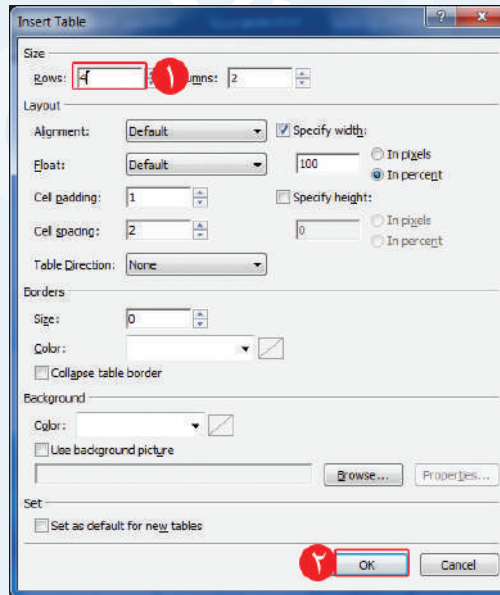 Insert Table
Size
Rows: 4 ١ umns: 2
Layout
Alignment: Default Specify width:
Float: Default 100 In pixels
In percent
Cell padding: 1 Specify height:
Cell spacing: 2 0 In pixels
In percent
Table Direction: None
Borders
Size: 0
Color:
Collapse table border
Background
Color:
Use background picture
Browse... Properties...
Set
Set as default for new tables
٢ OK Cancel